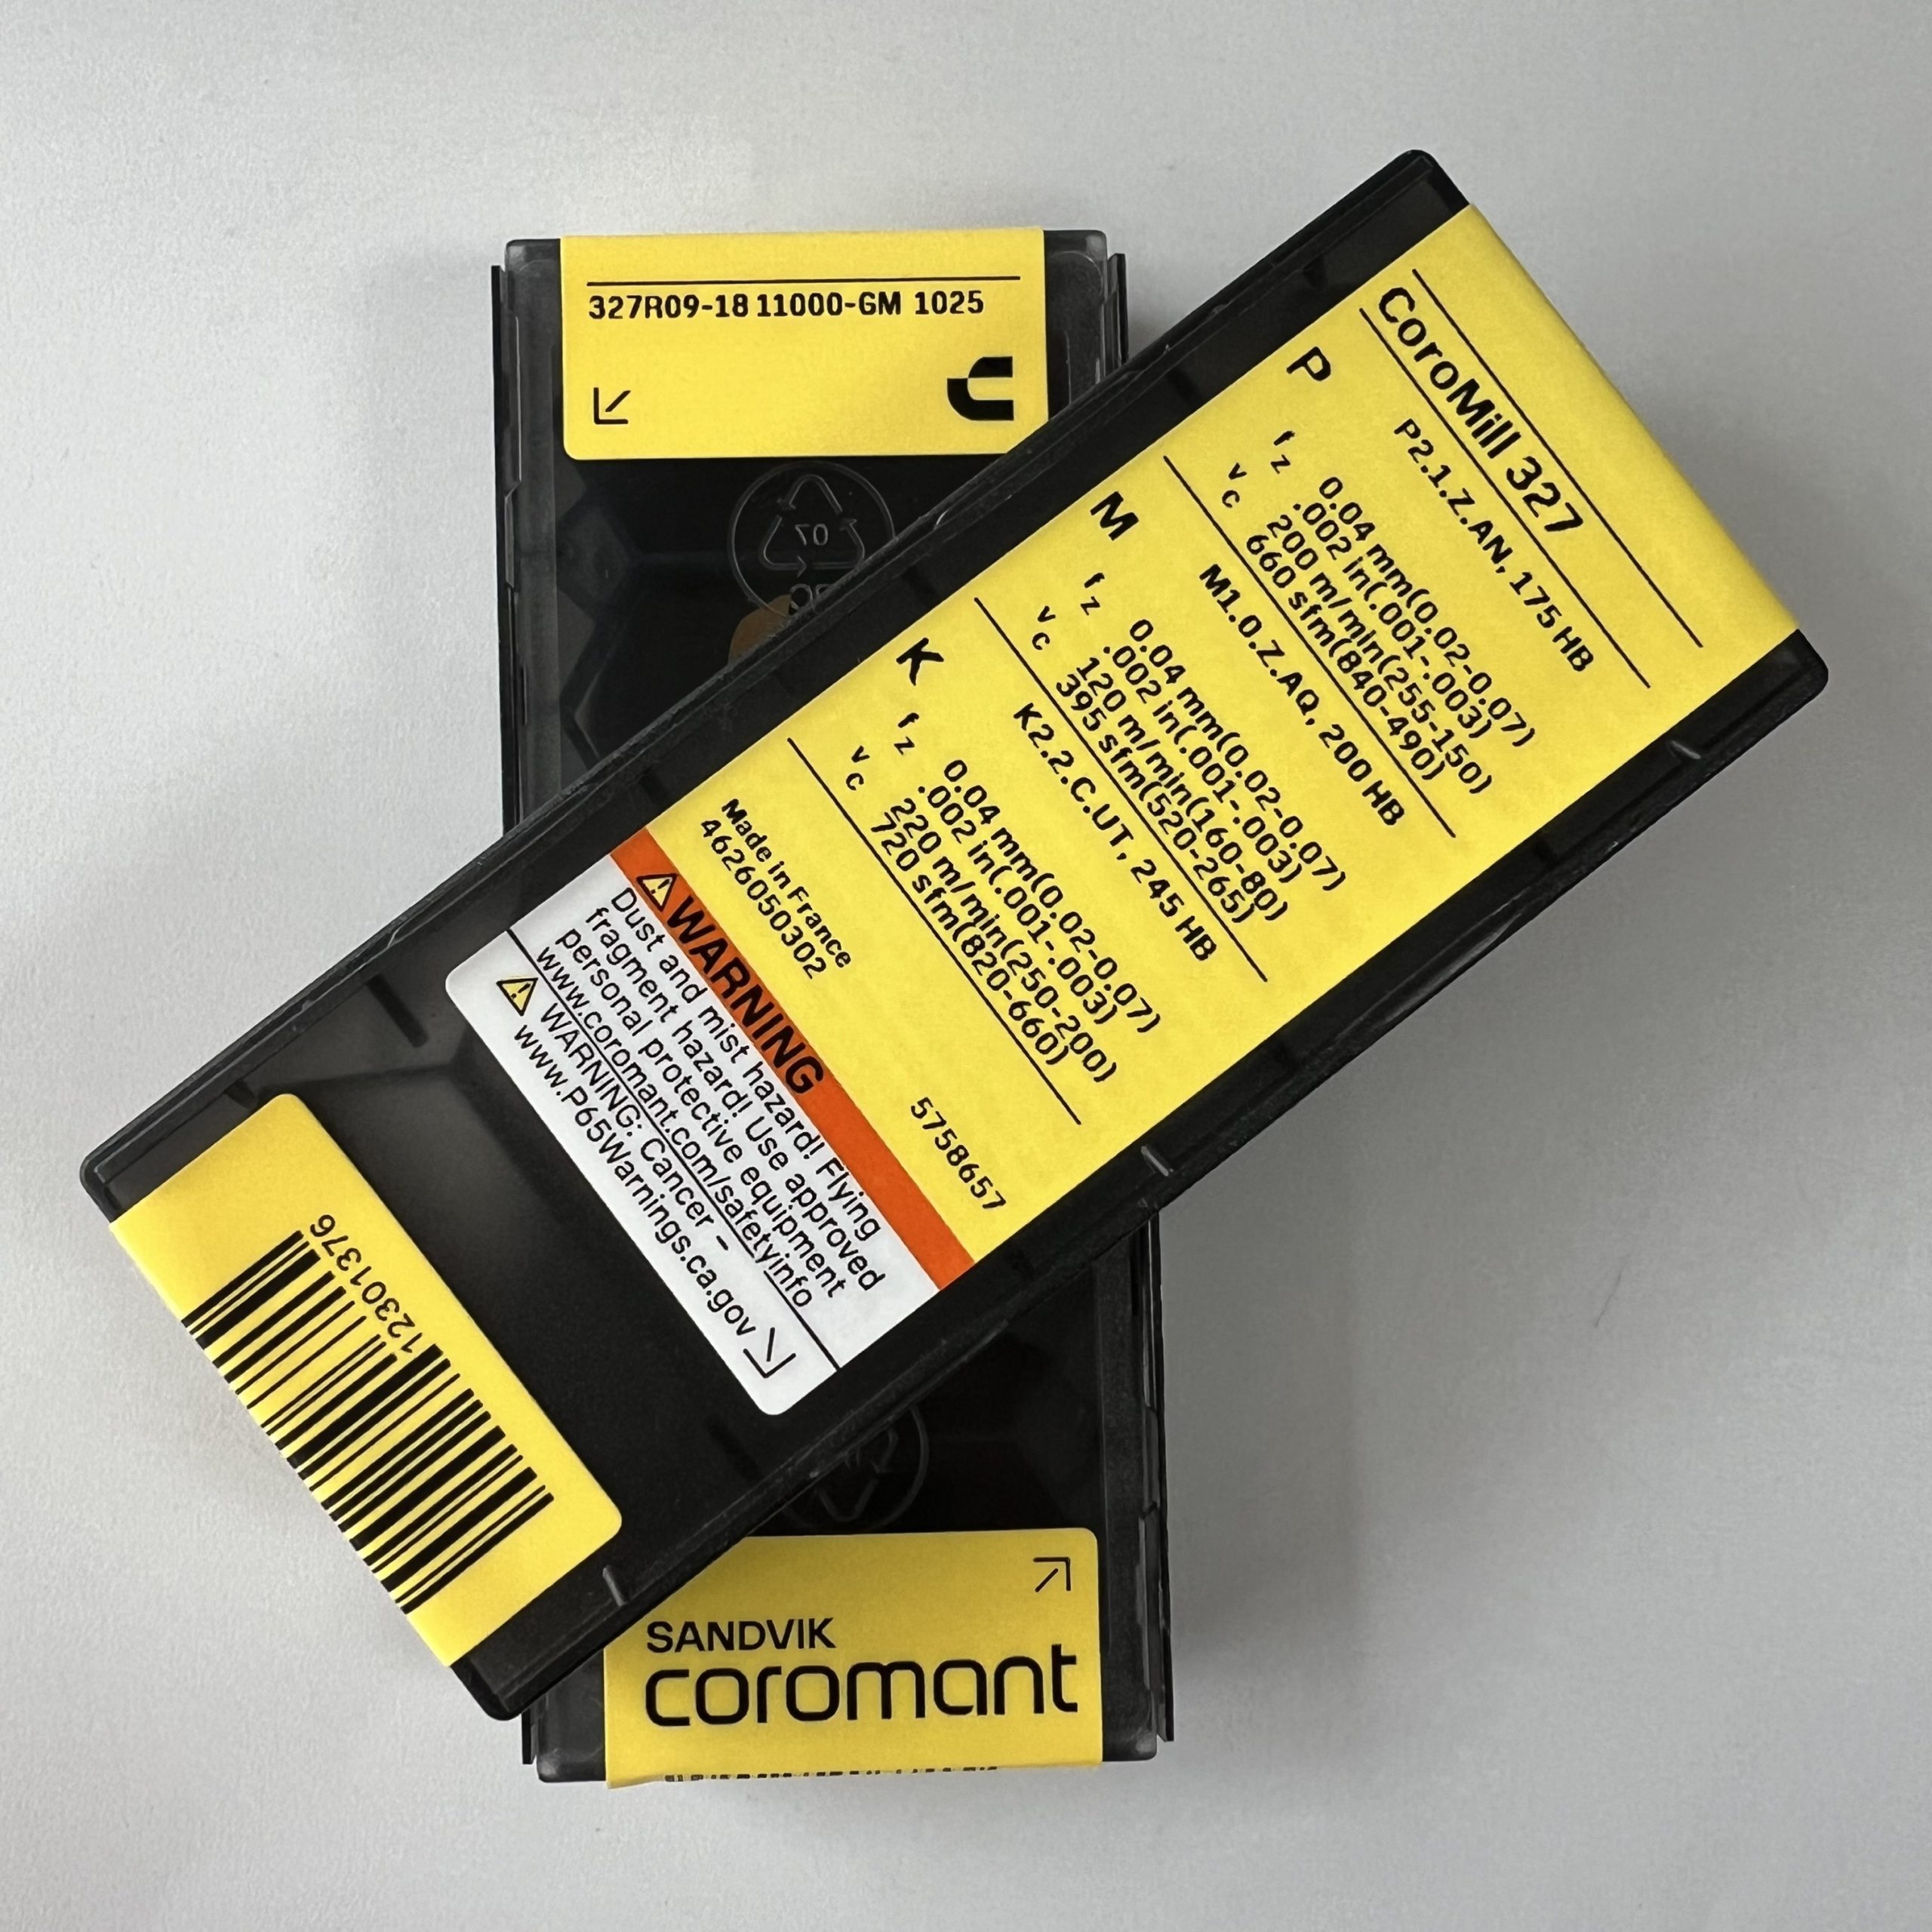 327R09-18 11000-GM 1025
07
CoroMill 327
P
P2.1.Z.AN, 175 HB
fz 0.04 mm(0.02-0.07)
.002 in(.001-.003)
vc 200 m/min(255-150)
660 sfm(840-490)
M
M1.0.Z.AQ, 200 HB
fz 0.04 mm(0.02-0.07)
.002 in(.001-.003)
vc 120 m/min(160-80)
395 sfm(520-265)
K
K2.2.C.UT, 245 HB
fz 0.04 mm(0.02-0.07)
.002 in(.001-.003)
vc 220 m/min(250-200)
720 sfm(820-660)
Made in France
4626050302
5758657
WARNING
Dust and mist hazard! Flying
fragment hazard! Use approved
personal protective equipment
www.coromant.com/safetyinfo
WARNING: Cancer –
www.P65Warnings.ca.gov
12301376
SANDVIK
coromant